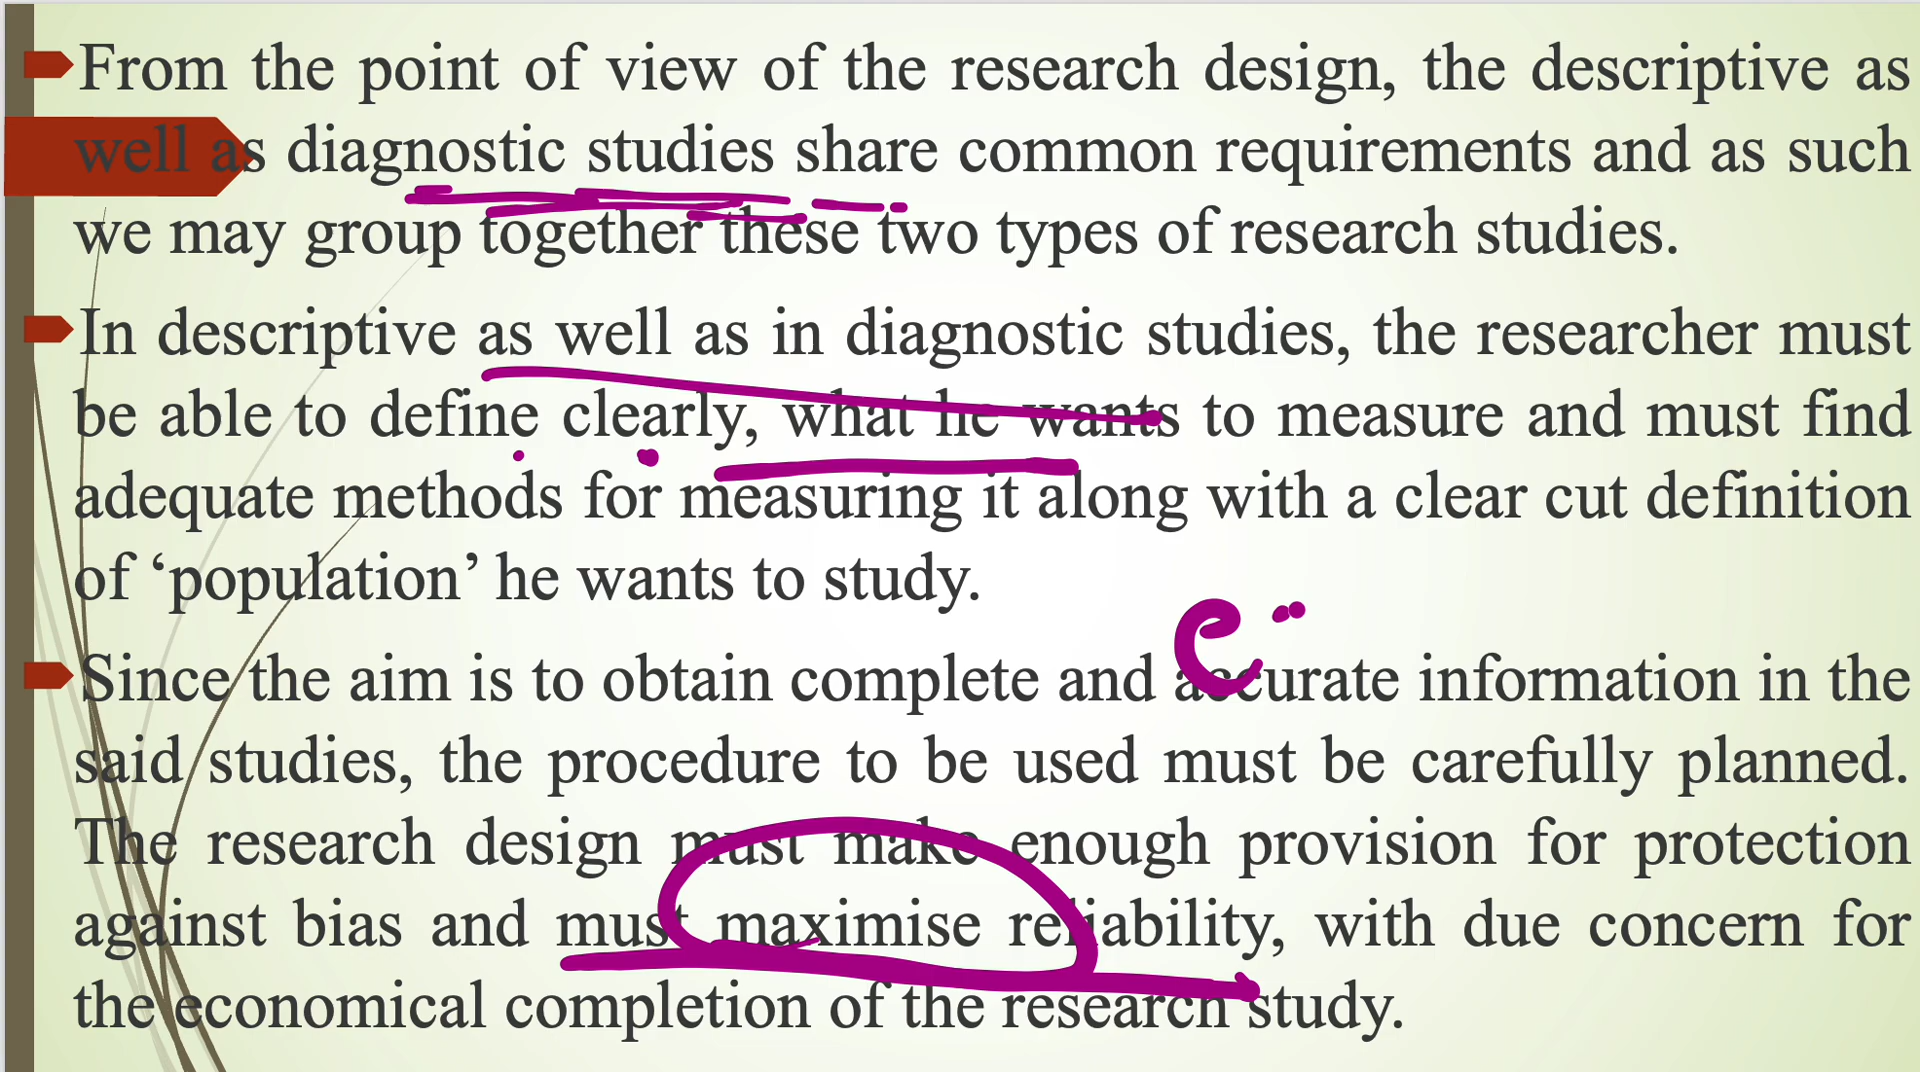 From the point of view of the research design, the descriptive as
well as diagnostic studies share common requirements and as such
we may group together these two types of research studies.
In descriptive as well as in diagnostic studies, the researcher must
be able to define clearly, what he wants to measure and must find
adequate methods for measuring it along with a clear cut definition
of ‘population’ he wants to study.
Since the aim is to obtain complete and accurate information in the
said studies, the procedure to be used must be carefully planned.
The research design must make enough provision for protection
against bias and must maximise reliability, with due concern for
the economical completion of the research study.